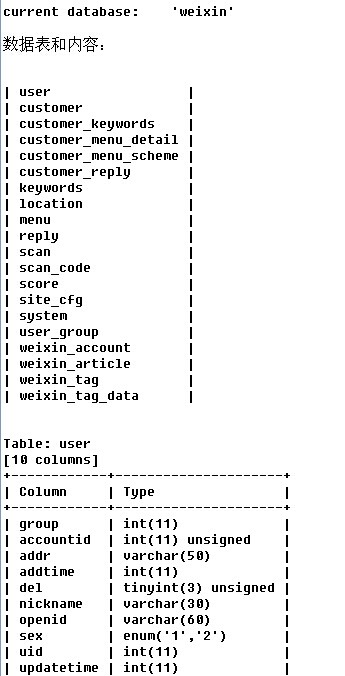 current database:    'weixin'
数据表和内容：
| user |
| customer |
| customer_keywords |
| customer_menu_detail |
| customer_menu_scheme |
| customer_reply |
| keywords |
| location |
| menu |
| reply |
| scan |
| scan_code |
| score |
| site_cfg |
| system |
| user_group |
| weixin_account |
| weixin_article |
| weixin_tag |
| weixin_tag_data |
Table: user
[10 columns]
+------------+---------------------+
| Column | Type |
+------------+---------------------+
| group | int(11) |
| accountid | int(11) unsigned |
| addr | varchar(50) |
| addtime | int(11) |
| del | tinyint(3) unsigned |
| nickname | varchar(30) |
| openid | varchar(60) |
| sex | enum('1','2') |
| uid | int(11) |
| updatetime | int(11) |